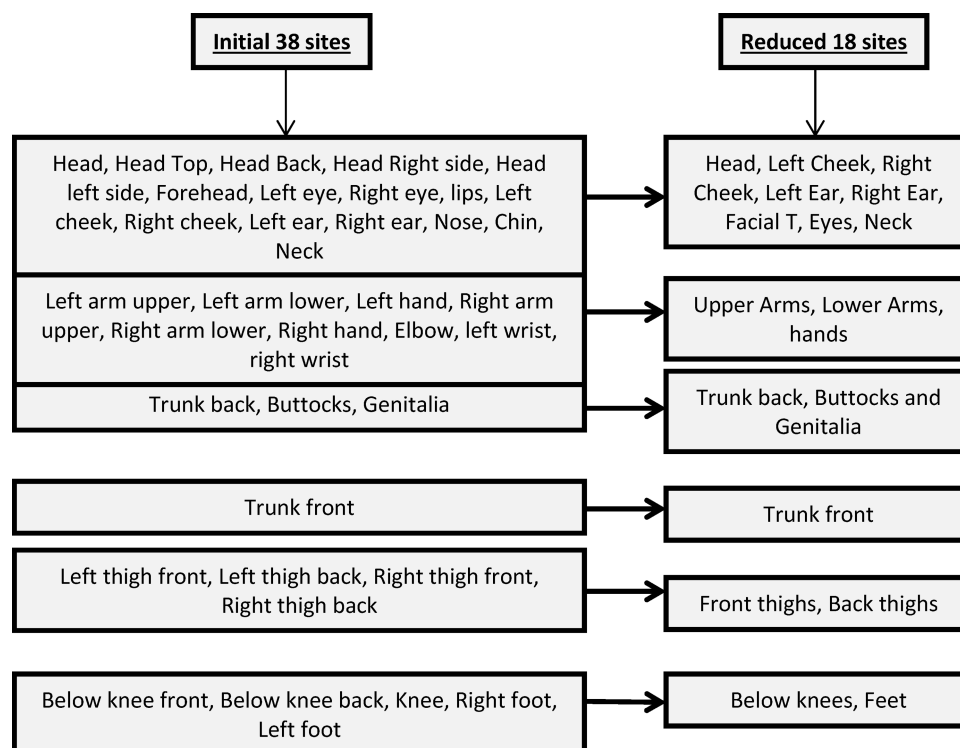 Initial 38 sites
Reduced 18 sites
Head, Head Top, Head Back, Head Right side, Head
left side, Forehead, Left eye, Right eye, lips, Left
cheek, Right cheek, Left ear, Right ear, Nose, Chin,
Neck
Head, Left Cheek, Right
Cheek, Left Ear, Right Ear,
Facial T, Eyes, Neck
Left arm upper, Left arm lower, Left hand, Right arm
upper, Right arm lower, Right hand, Elbow, left wrist,
right wrist
Upper Arms, Lower Arms,
hands
Trunk back, Buttocks, Genitalia
Trunk back, Buttocks and
Genitalia
Trunk front
Trunk front
Left thigh front, Left thigh back, Right thigh front,
Right thigh back
Front thighs, Back thighs
Below knee front, Below knee back, Knee, Right foot,
Left foot
Below knees, Feet